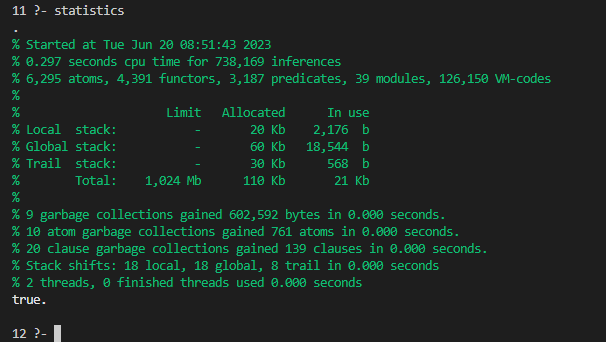 11 ?- statistics
.
% Started at Tue Jun 20 08:51:43 2023
% 0.297 seconds cpu time for 738,169 inferences
% 6,295 atoms, 4,391 functors, 3,187 predicates, 39 modules, 126,150 VM-codes
%
%                     Limit   Allocated      In use
% Local  stack:           -       20 Kb    2,176  b
% Global stack:           -       60 Kb   18,544  b
% Trail  stack:           -       30 Kb      568  b
%        Total:    1,024 Mb      110 Kb       21 Kb
%
% 9 garbage collections gained 602,592 bytes in 0.000 seconds.
% 10 atom garbage collections gained 761 atoms in 0.000 seconds.
% 20 clause garbage collections gained 139 clauses in 0.000 seconds.
% Stack shifts: 18 local, 18 global, 8 trail in 0.000 seconds
% 2 threads, 0 finished threads used 0.000 seconds
true.
12 ?-